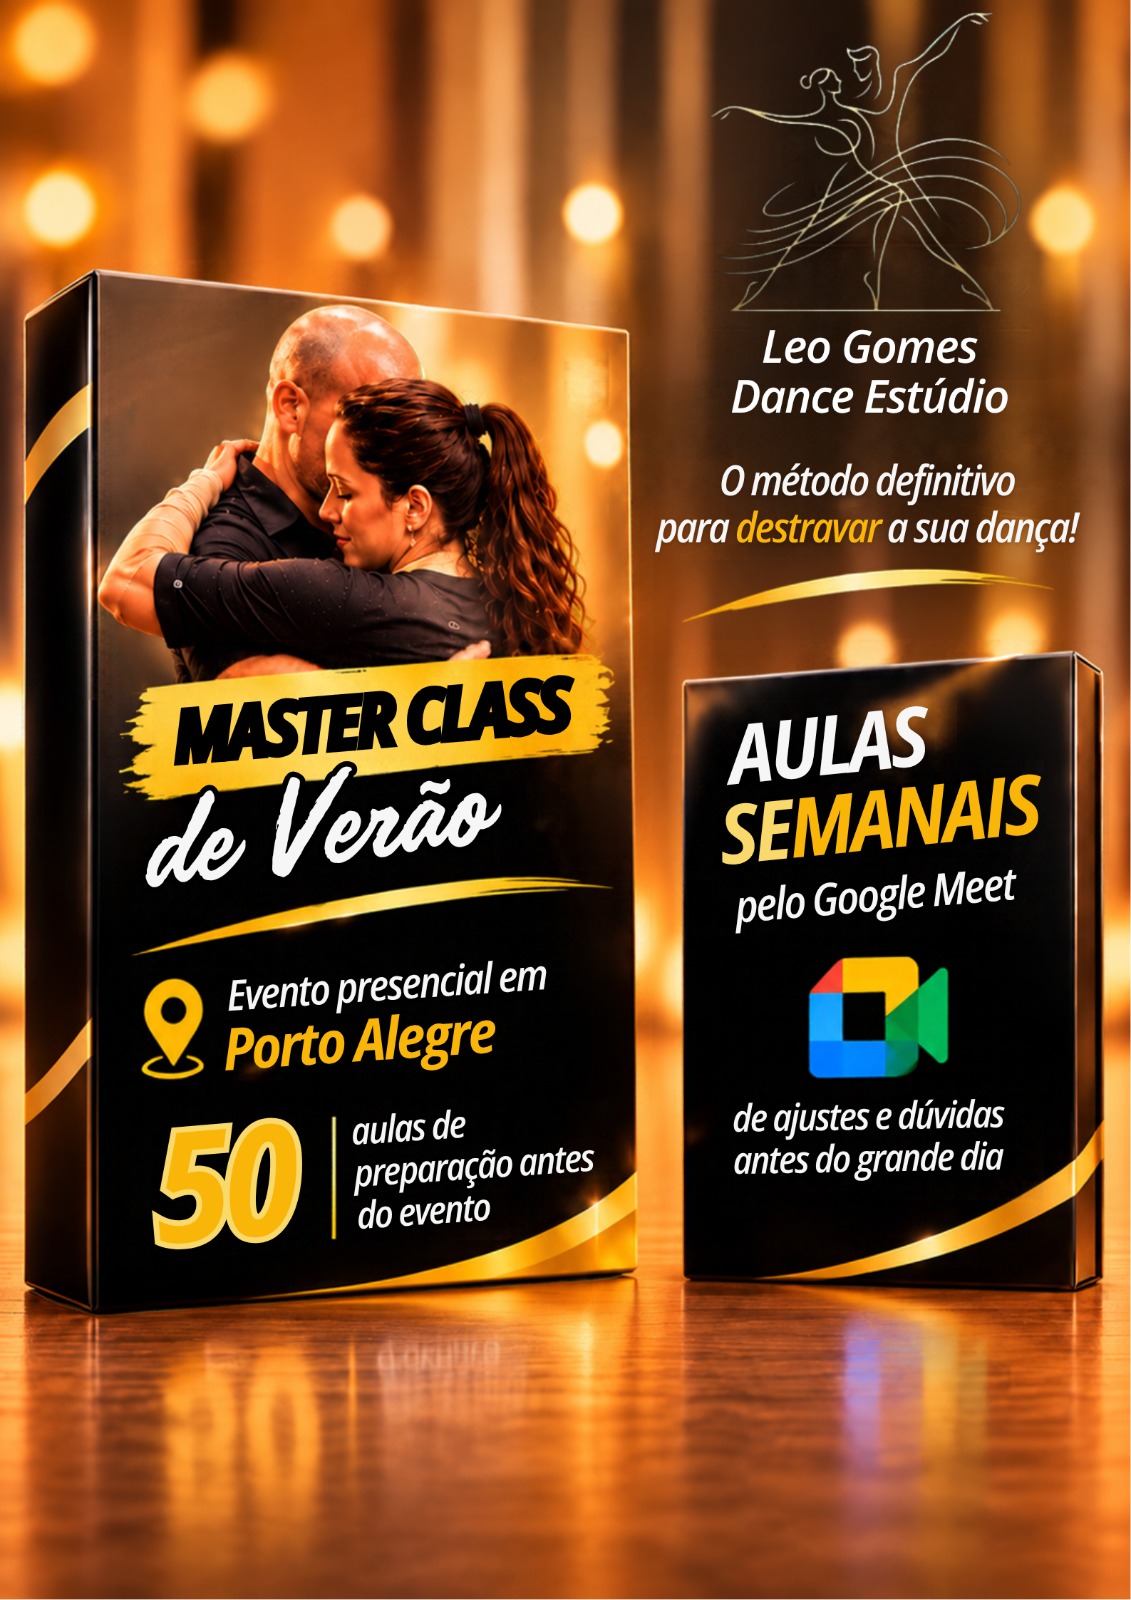 Leo Gomes
Dance Estúdio
O método definitivo
para destravar a sua dança!
MASTER CLASS
de Verão
Evento presencial em
Porto Alegre
50
aulas de
preparação antes
do evento
AULAS
SEMANAIS
pelo Google Meet
de ajustes e dúvidas
antes do grande dia